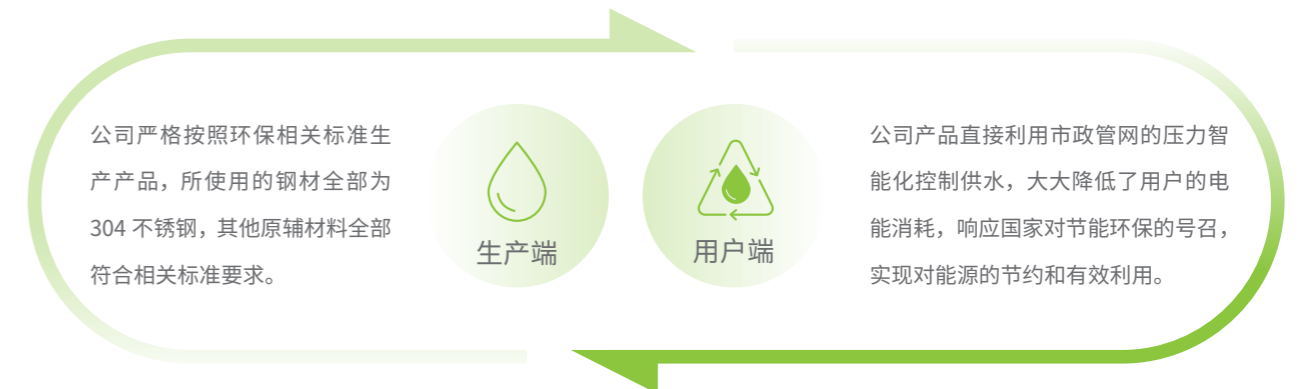 公司严格按照环保相关标准生
产产品，所使用的钢材全部为
304 不锈钢，其他原辅材料全部
符合相关标准要求。
生产端
用户端
公司产品直接利用市政管网的压力智
能化控制供水，大大降低了用户的电
能消耗，响应国家对节能环保的号召，
实现对能源的节约和有效利用。